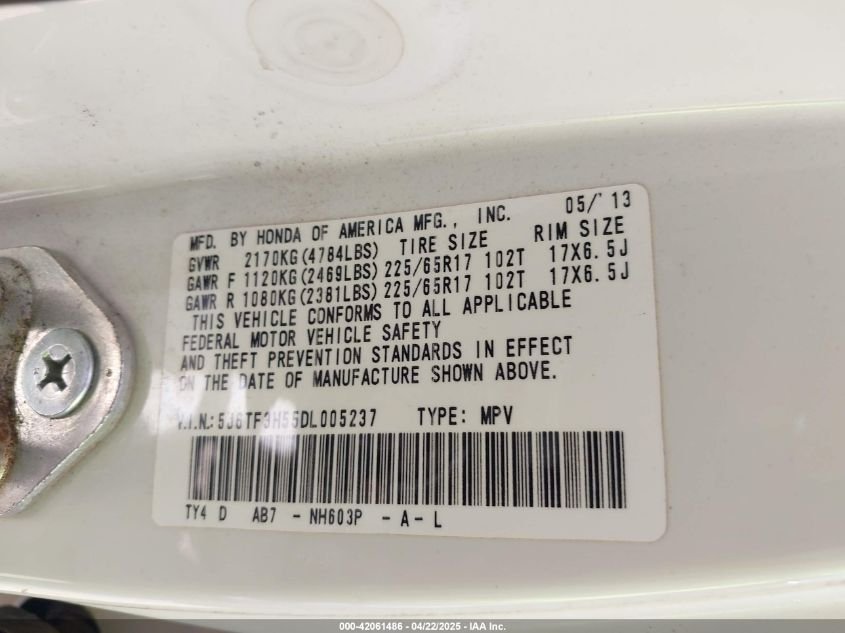 MFD. BY HONDA OF AMERICA MFG., INC. 05/'13
GVWR 2170KG(4784LBS) TIRE SIZE RIM SIZE
GAWR F 1120KG(2469LBS) 225/65R17 102T 17X6.5J
GAWR R 1080KG(2381LBS) 225/65R17 102T 17X6.5J
THIS VEHICLE CONFORMS TO ALL APPLICABLE
FEDERAL MOTOR VEHICLE SAFETY
AND THEFT PREVENTION STANDARDS IN EFFECT
ON THE DATE OF MANUFACTURE SHOWN ABOVE.
V.I.N.: 5J6TF3H55DL005237 TYPE: MPV
TY4 D AB7 - NH603P - A - L
000-42061486 - 04/22/2025 - IAA Inc.